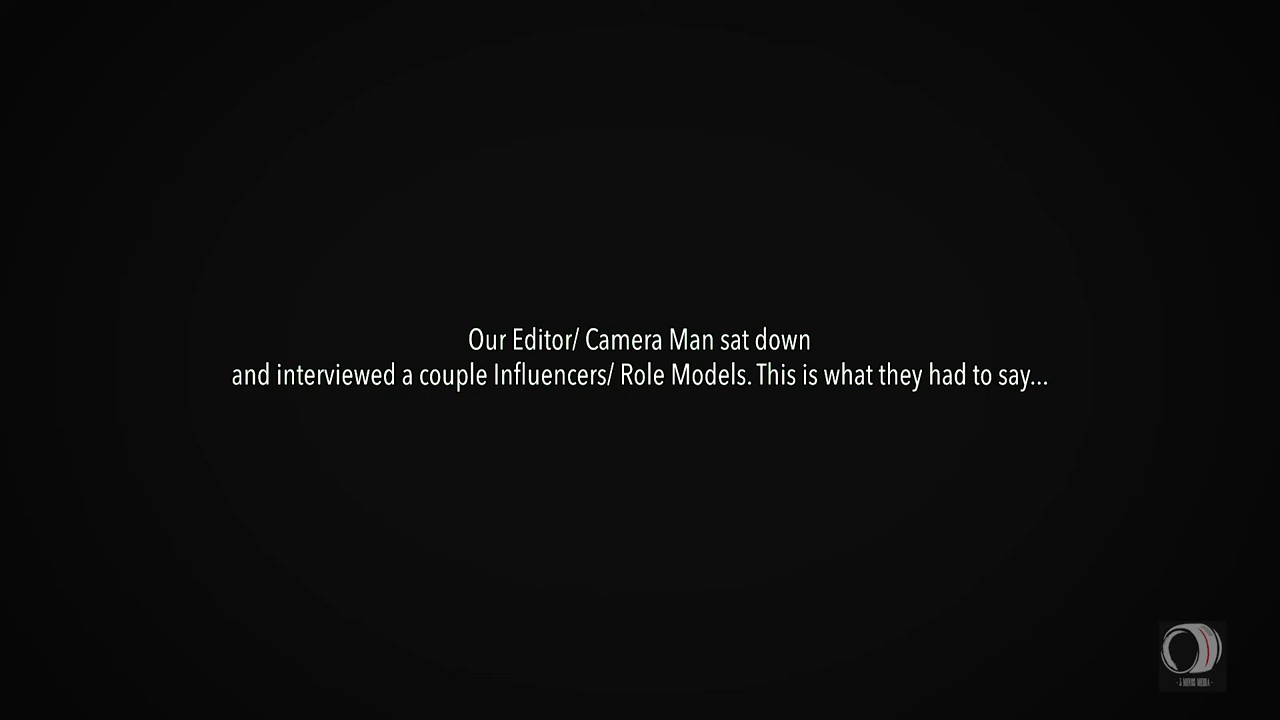 Our Editor/ Camera Man sat down
and interviewed a couple Influencers/ Role Models. This is what they had to say...